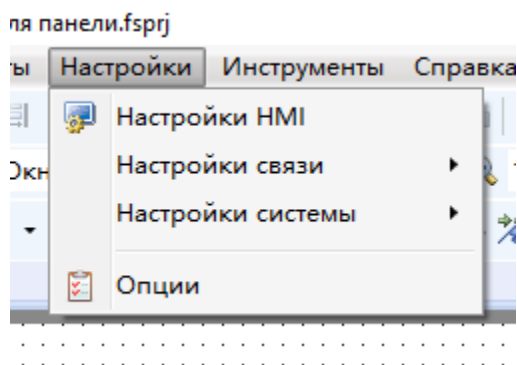 ля панели.fsprj
ты Настройки Инструменты Справка
Настройки HMI
Окн Настройки связи
Настройки системы
Опции